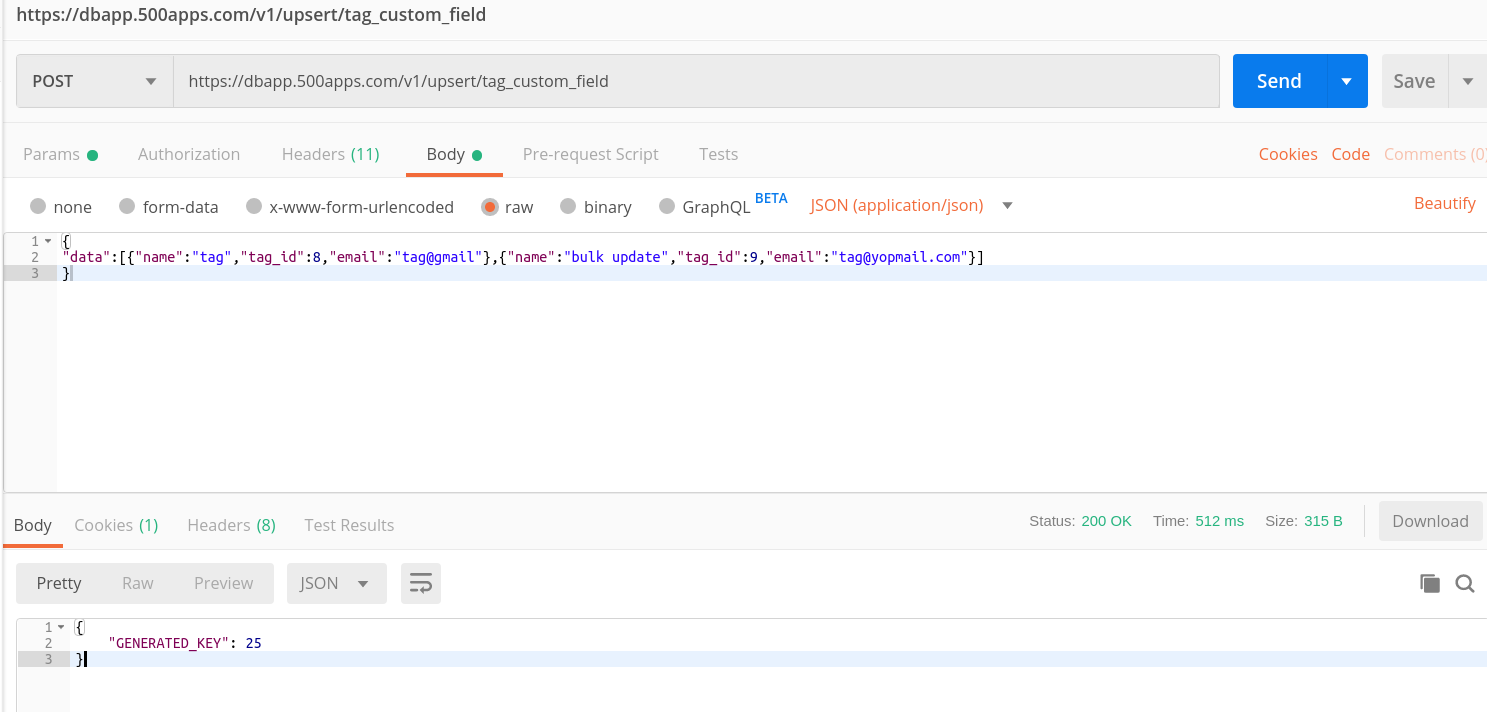 https://dbapp.500apps.com/v1/upsert/tag_custom_field
POST https://dbapp.500apps.com/v1/upsert/tag_custom_field Send Save
Params Authorization Headers (11) Body Pre-request Script Tests Cookies Code Comments (0)
none form-data x-www-form-urlencoded raw binary GraphQL BETA JSON (application/json) Beautify
1 {
2 "data":[{"name":"tag","tag_id":8,"email":"tag@gmail"},{"name":"bulk update","tag_id":9,"email":"tag@yopmail.com"}]
3 }
Body Cookies (1) Headers (8) Test Results Status: 200 OK Time: 512 ms Size: 315 B Download
Pretty Raw Preview JSON
1 {
2 "GENERATED_KEY": 25
3 }